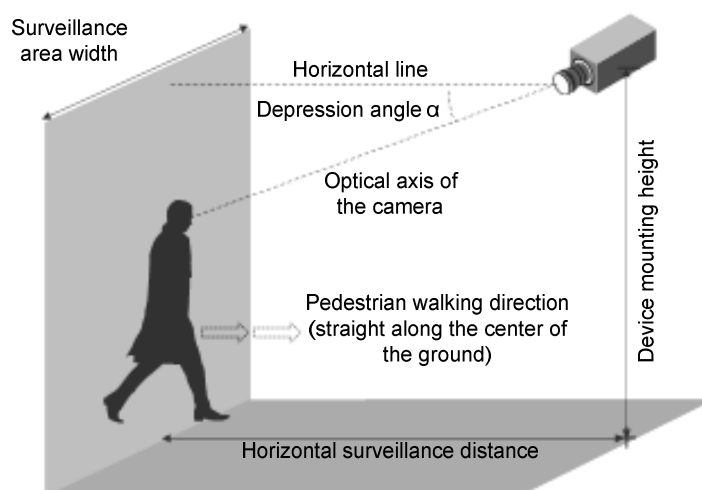 Surveillance
area width
Horizontal line
Depression angle α
Optical axis of
the camera
Device mounting height
Pedestrian walking direction
(straight along the center of
the ground)
Horizontal surveillance distance